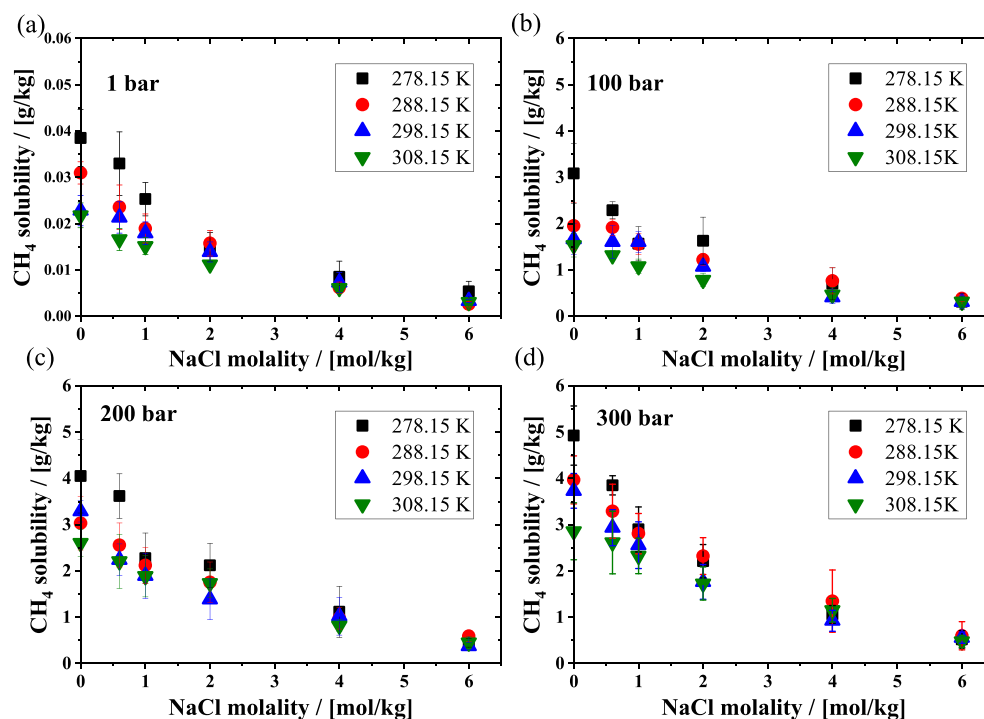 (a)
0.06
0.05
0.04
0.03
0.02
0.01
0.00
CH₄ solubility / [g/kg]
1 bar
278.15 K
288.15 K
298.15 K
308.15 K
0 1 2 3 4 5 6
NaCl molality / [mol/kg]
(b)
6
5
4
3
2
1
0
CH₄ solubility / [g/kg]
100 bar
278.15 K
288.15K
298.15 K
308.15K
0 1 2 3 4 5 6
NaCl molality / [mol/kg]
(c)
6
5
4
3
2
1
0
CH₄ solubility / [g/kg]
200 bar
278.15 K
288.15 K
298.15 K
308.15 K
0 1 2 3 4 5 6
NaCl molality / [mol/kg]
(d)
6
5
4
3
2
1
0
CH₄ solubility / [g/kg]
300 bar
278.15 K
288.15K
298.15K
308.15 K
0 1 2 3 4 5 6
NaCl molality / [mol/kg]